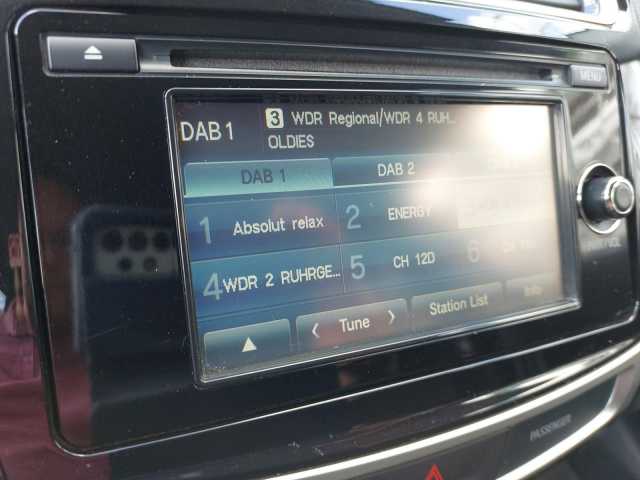 MENU
DAB 1
3 WDR Regional/WDR 4 RUH...
OLDIES
DAB 1 DAB 2
1 Absolut relax 2 ENERGY
4 WDR 2 RUHRGE... 5 CH 12D 6
< Tune > Station List Info
PASSENGER